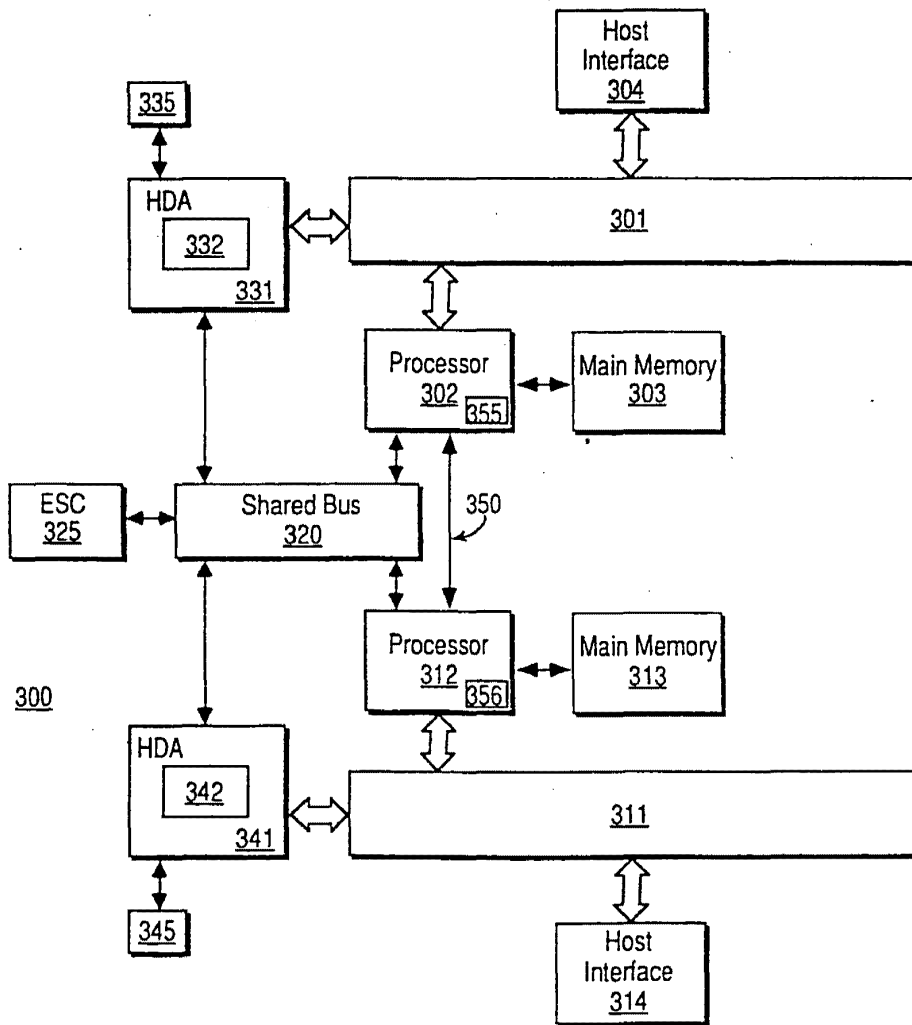 Host
Interface
304
335
HDA
332
331
301
Processor
302
355
Main Memory
303
ESC
325
Shared Bus
320
350
Processor
312
356
Main Memory
313
300
HDA
342
341
311
345
Host
Interface
314